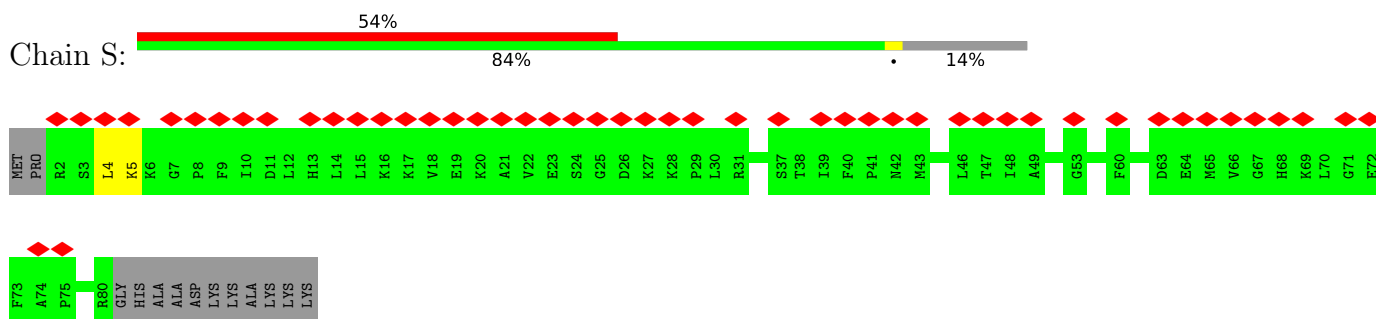 54%
Chain S:
84% • 14%
MET PRO R2 S3 L4 K5 K6 G7 P8 F9 I10 D11 L12 H13 L14 L15 K16 K17 V18 E19 K20 A21 V22 E23 S24 G25 D26 K27 K28 P29 L30 R31 S37 T38 I39 F40 P41 N42 M43 L46 T47 I48 A49 G53 F60 D63 E64 M65 V66 G67 H68 K69 L70 G71 E72
F73 A74 P75 R80 GLY HIS ALA ALA ASP LYS LYS ALA LYS LYS LYS